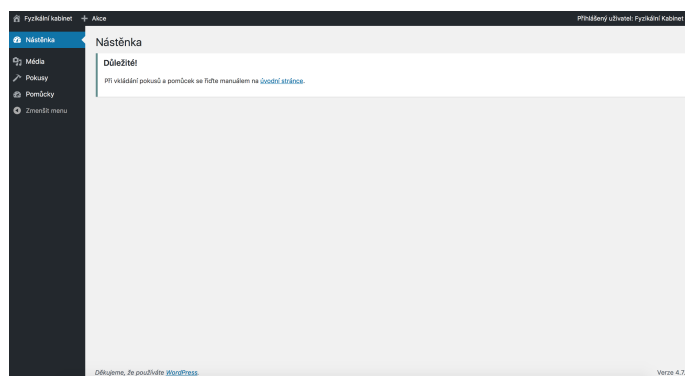 Fyzikální kabinet + Akce Přihlášený uživatel: Fyzikální Kabinet
Nástěnka
Média
Pokusy
Pomůcky
Zmenšit menu
Nástěnka
Důležité!
Při vkládání pokusů a pomůcek se řiďte manuálem na úvodní stránce.
Děkujeme, že používáte WordPress. Verze 4.7.